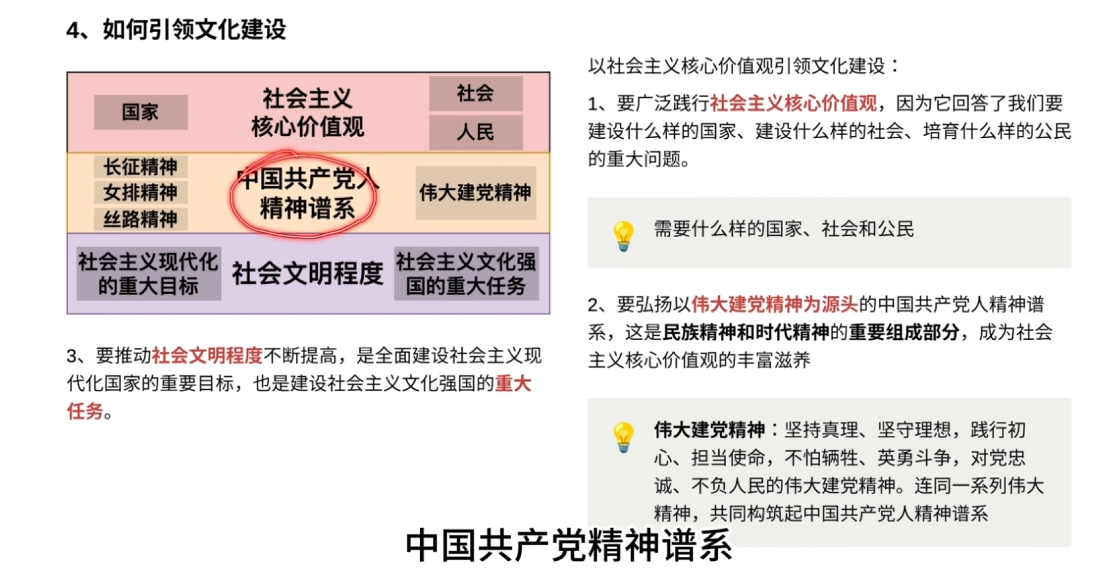 4、如何引领文化建设
国家
社会主义
核心价值观
社会
人民
长征精神
女排精神
丝路精神
中国共产党人
精神谱系
伟大建党精神
社会主义现代化
的重大目标
社会文明程度
社会主义文化强
国的重大任务
3、要推动社会文明程度不断提高，是全面建设社会主义现
代化国家的重要目标，也是建设社会主义文化强国的重大
任务。
以社会主义核心价值观引领文化建设：
1、要广泛践行社会主义核心价值观，因为它回答了我们要
建设什么样的国家、建设什么样的社会、培育什么样的公民
的重大问题。
需要什么样的国家、社会和公民
2、要弘扬以伟大建党精神为源头的中国共产党人精神谱
系，这是民族精神和时代精神的重要组成部分，成为社会
主义核心价值观的丰富滋养
伟大建党精神：坚持真理、坚守理想，践行初
心、担当使命，不怕牺牲、英勇斗争，对党忠
诚、不负人民的伟大建党精神。连同一系列伟大
精神，共同构筑起中国共产党人精神谱系
中国共产党精神谱系